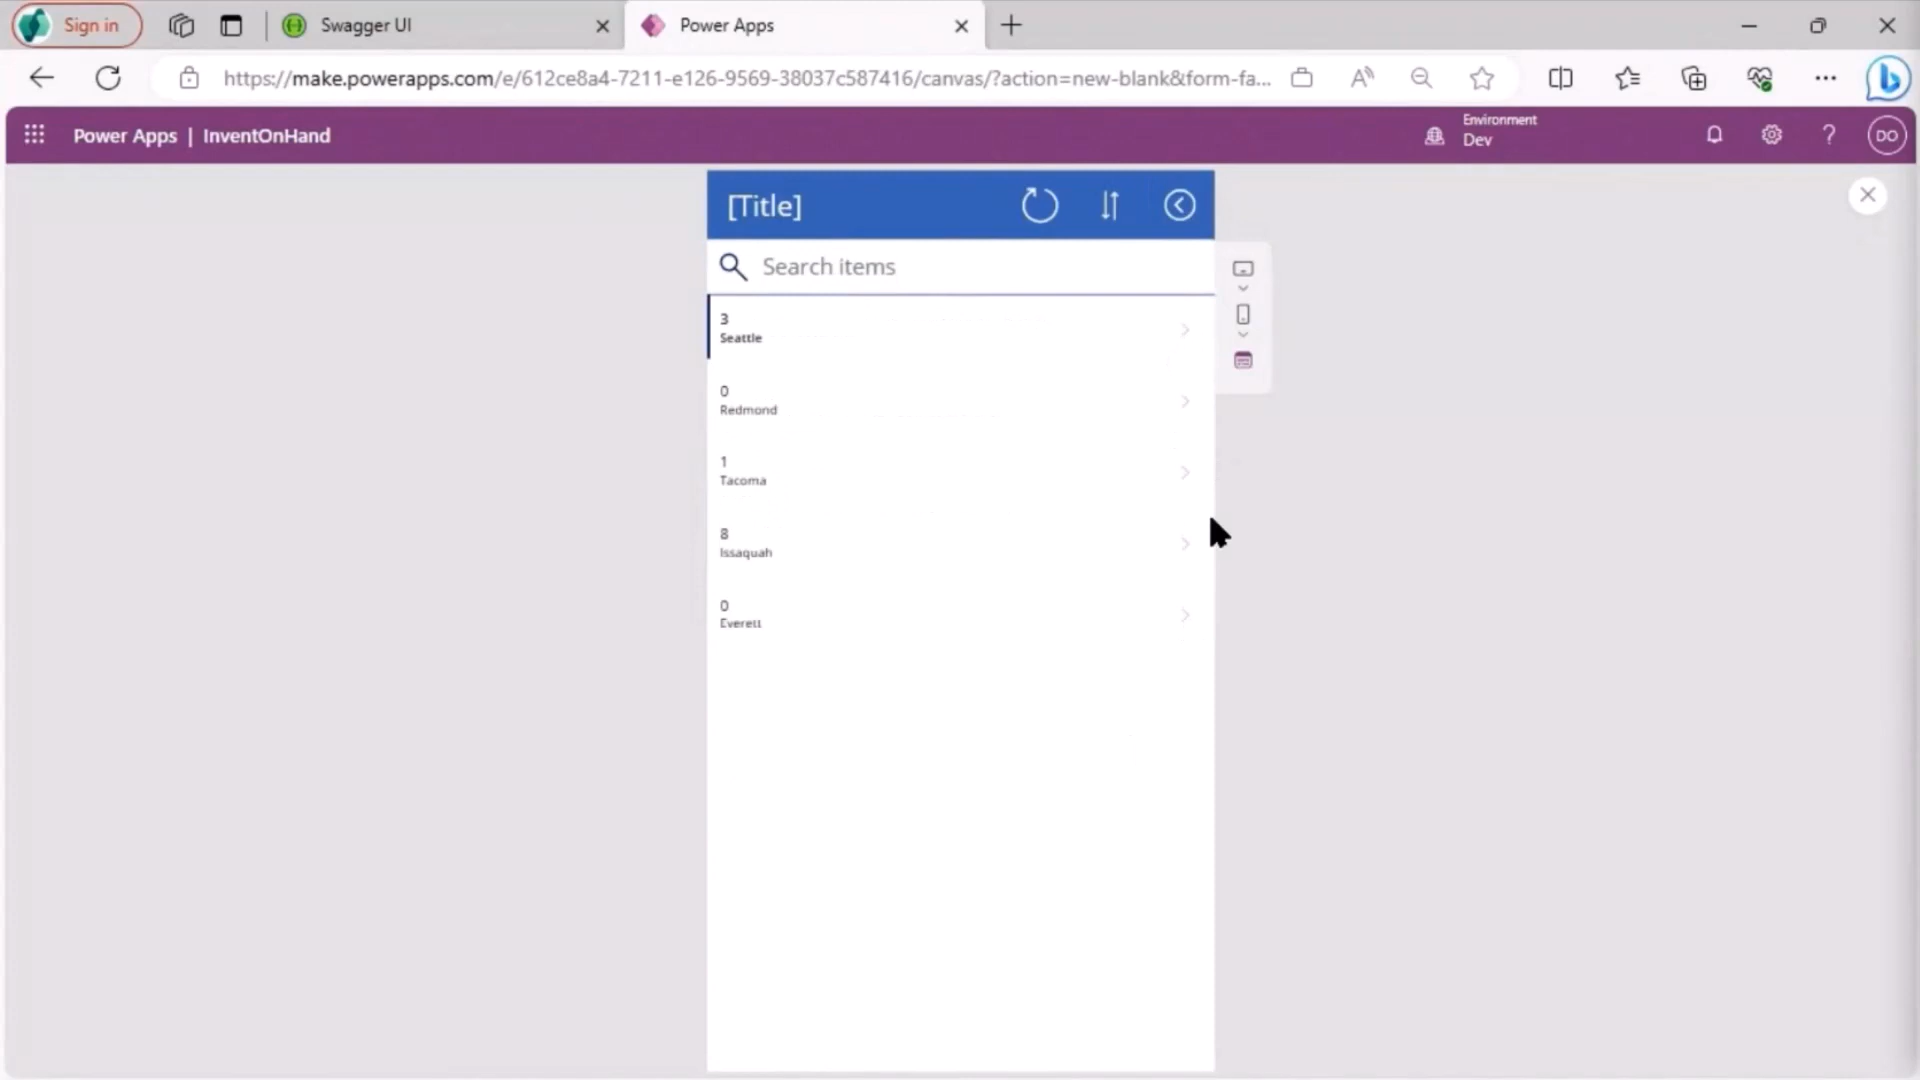 Sign in
Swagger UI
Power Apps
https://make.powerapps.com/e/612ce8a4-7211-e126-9569-38037c587416/canvas/?action=new-blank&form-fa...
Power Apps | InventOnHand
Environment
Dev
DO
[Title]
Search items
3
Seattle
0
Redmond
1
Tacoma
8
Issaquah
0
Everett